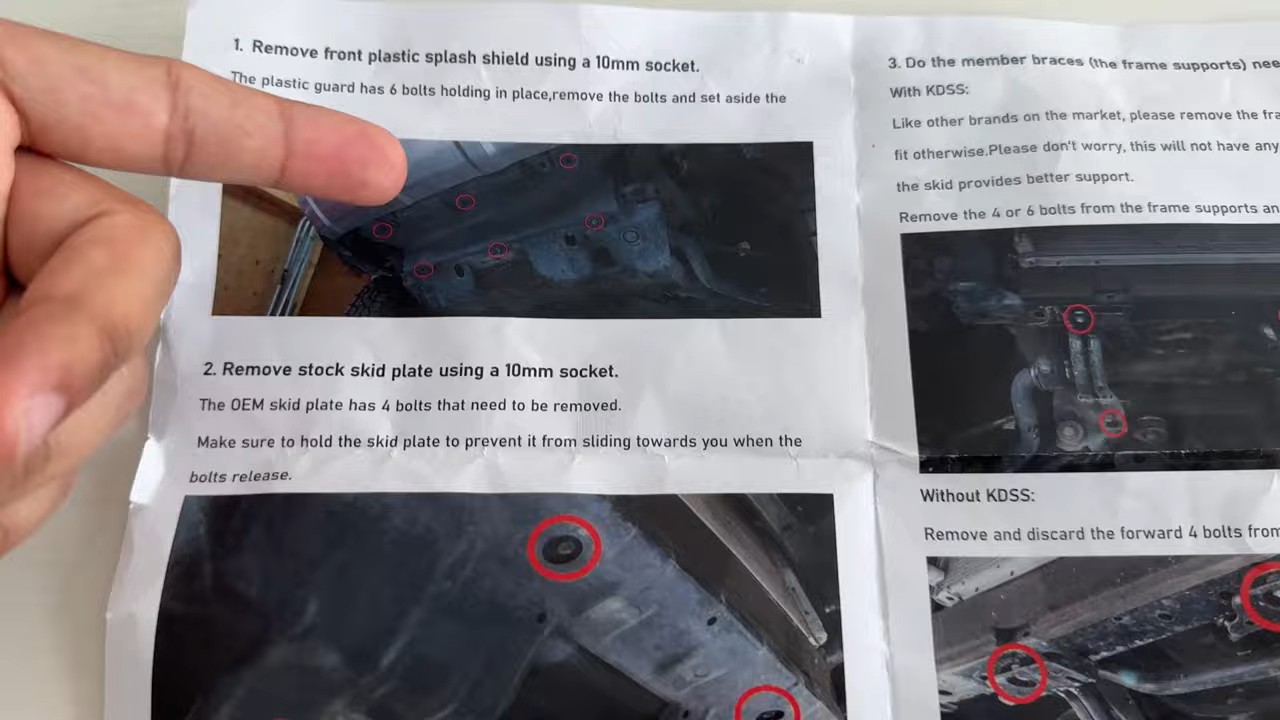 1. Remove front plastic splash shield using a 10mm socket.
The plastic guard has 6 bolts holding in place,remove the bolts and set aside the
2. Remove stock skid plate using a 10mm socket.
The OEM skid plate has 4 bolts that need to be removed.
Make sure to hold the skid plate to prevent it from sliding towards you when the
bolts release.
3. Do the member braces (the frame supports) nee
With KDSS:
Like other brands on the market, please remove the fra
fit otherwise.Please don't worry, this will not have any
the skid provides better support.
Remove the 4 or 6 bolts from the frame supports an
Without KDSS:
Remove and discard the forward 4 bolts from